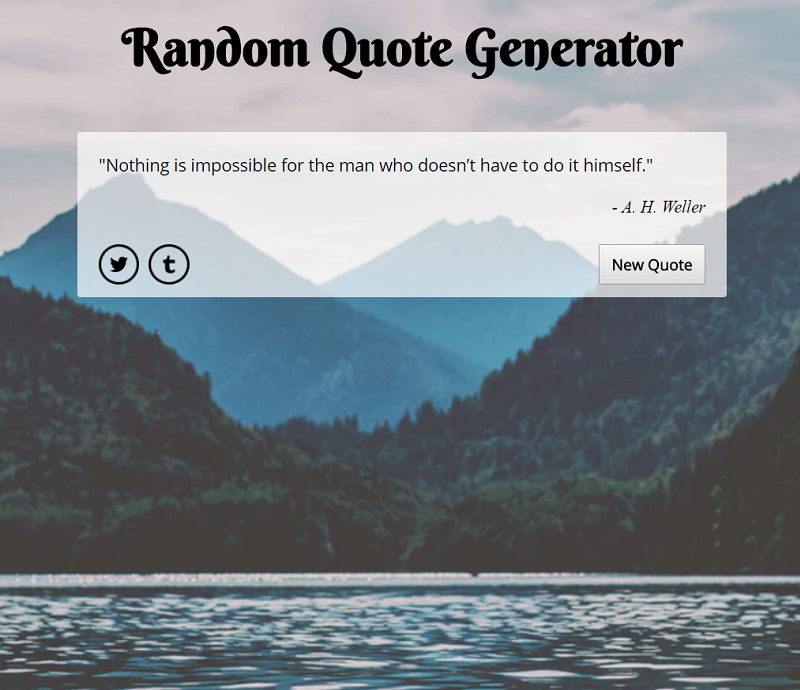 Random Quote Generator
"Nothing is impossible for the man who doesn’t have to do it himself."
- A. H. Weller
New Quote